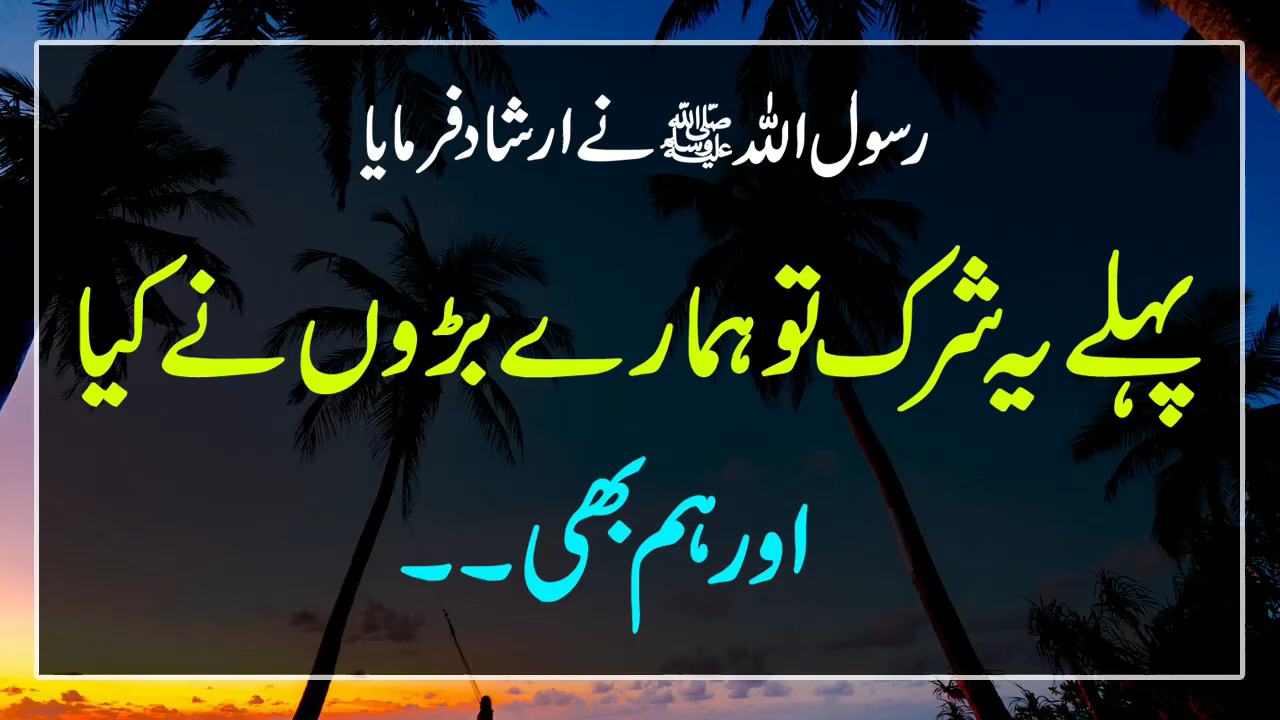 رسول اللہ ﷺ نے ارشاد فرمایا
پہلے یہ شرک تو ہمارے بڑوں نے کیا
اور ہم بھی ۔۔